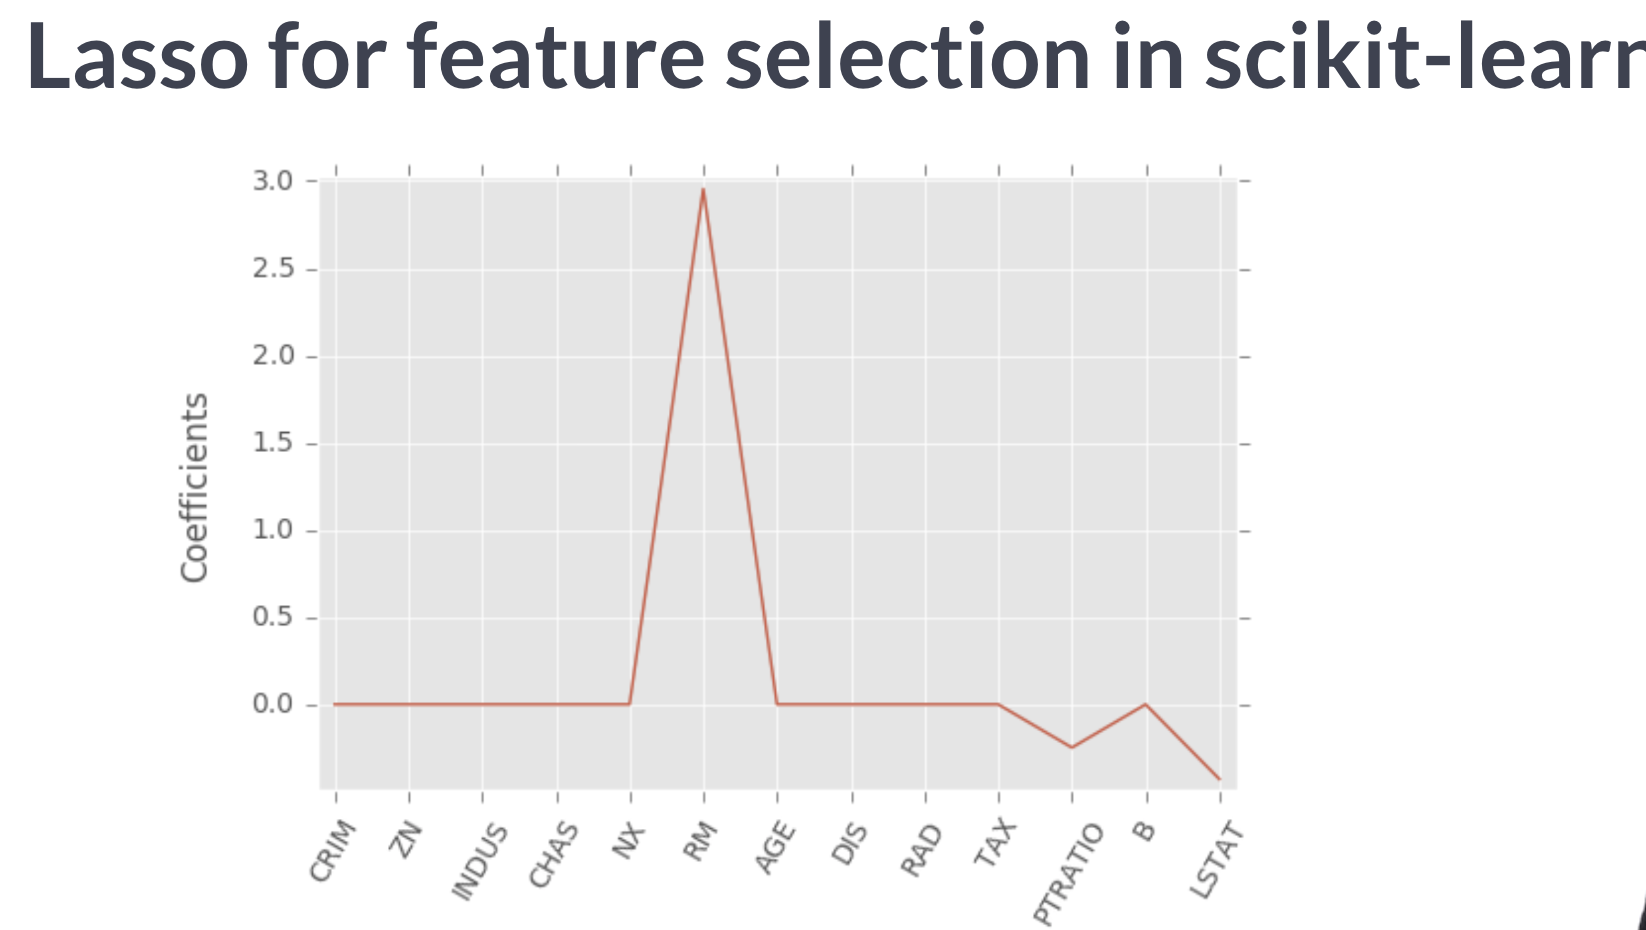 Lasso for feature selection in scikit-learn
3.0
2.5
2.0
1.5
1.0
0.5
0.0
Coefficients
CRIM
ZN
INDUS
CHAS
NX
RM
AGE
DIS
RAD
TAX
PTRATIO
B
LSTAT